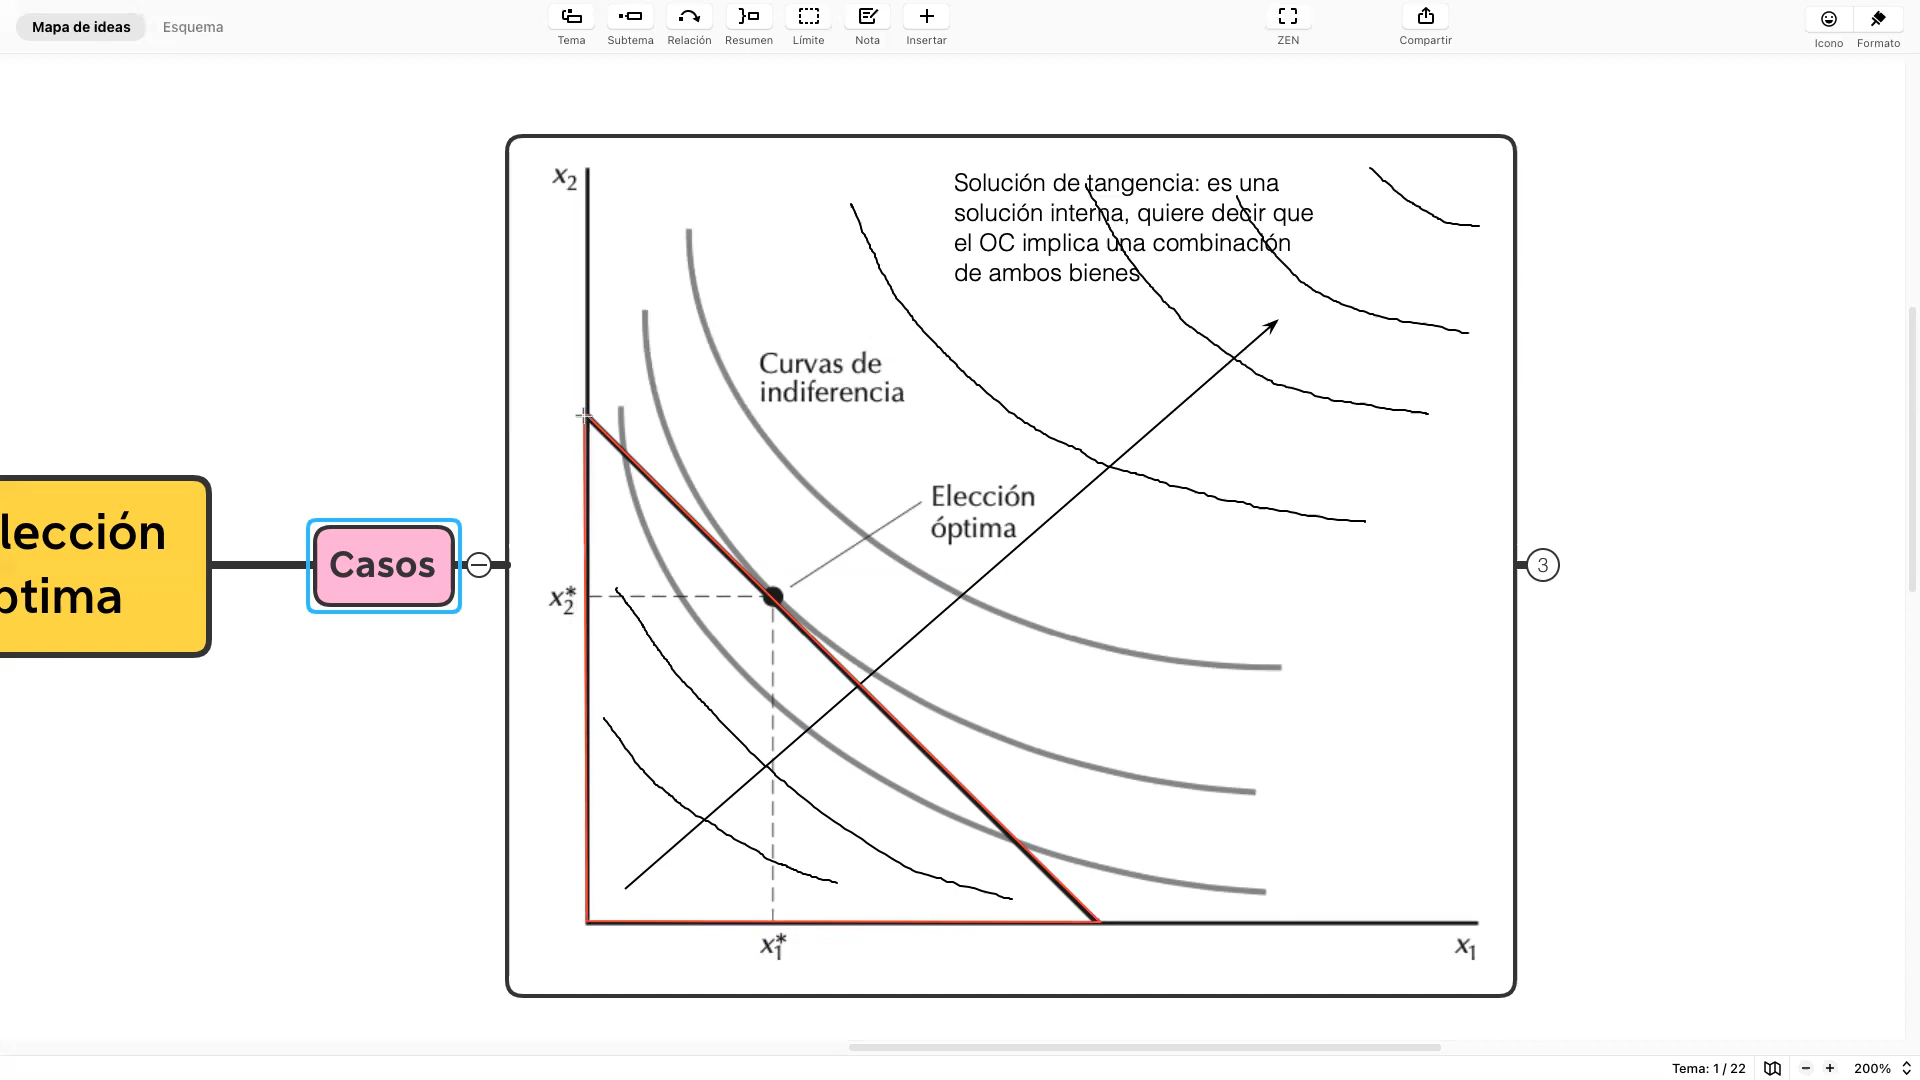 Mapa de ideas
Esquema
Tema
Subtema
Relación
Resumen
Límite
Nota
Insertar
ZEN
Compartir
Icono
Formato
x2
Solución de tangencia: es una
solución interna, quiere decir que
el OC implica una combinación
de ambos bienes
Curvas de
indiferencia
Elección
óptima
lección
ptima
Casos
3
x2*
x1*
x1
Tema: 1 / 22
200%